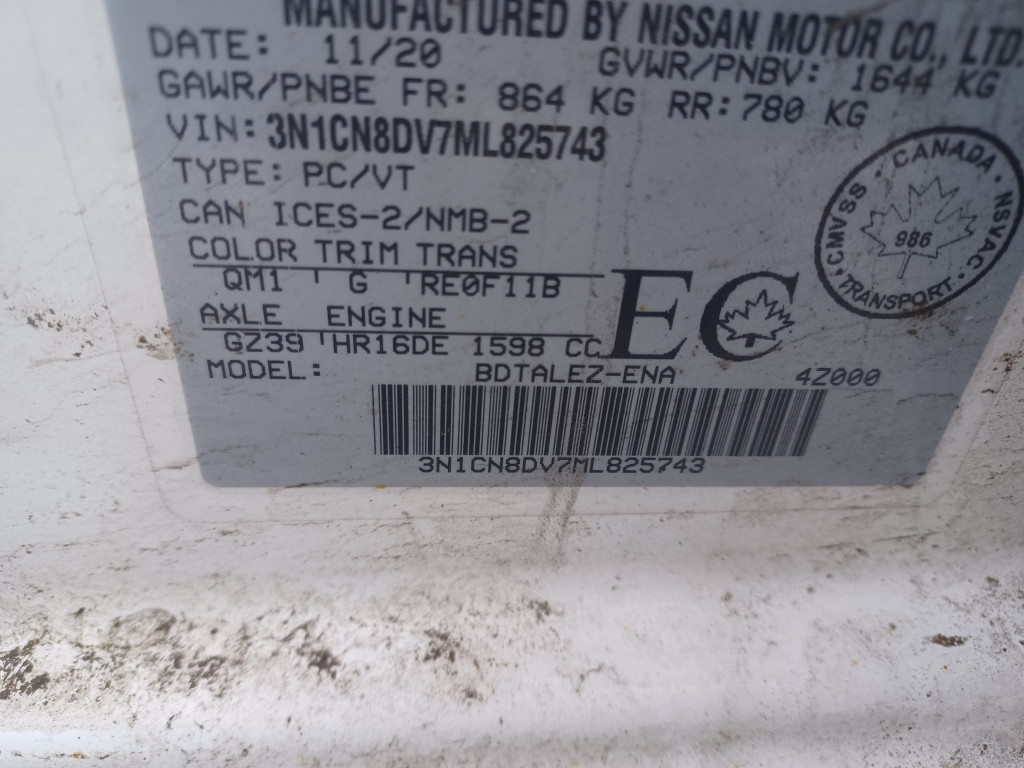 MANUFACTURED BY NISSAN MOTOR CO., LTD.
DATE: 11/20 GVWR/PNBV: 1644 KG
GAWR/PNBE FR: 864 KG RR: 780 KG
VIN: 3N1CN8DV7ML825743
TYPE: PC/VT
CAN ICES-2/NMB-2
COLOR TRIM TRANS
QM1 G RE0F11B
AXLE ENGINE
GZ39 HR16DE 1598 CC
EC
CMVSS · CANADA · NSVAC · TRANSPORT ·
986
MODEL: BDTALEZ-ENA 4Z000
3N1CN8DV7ML825743